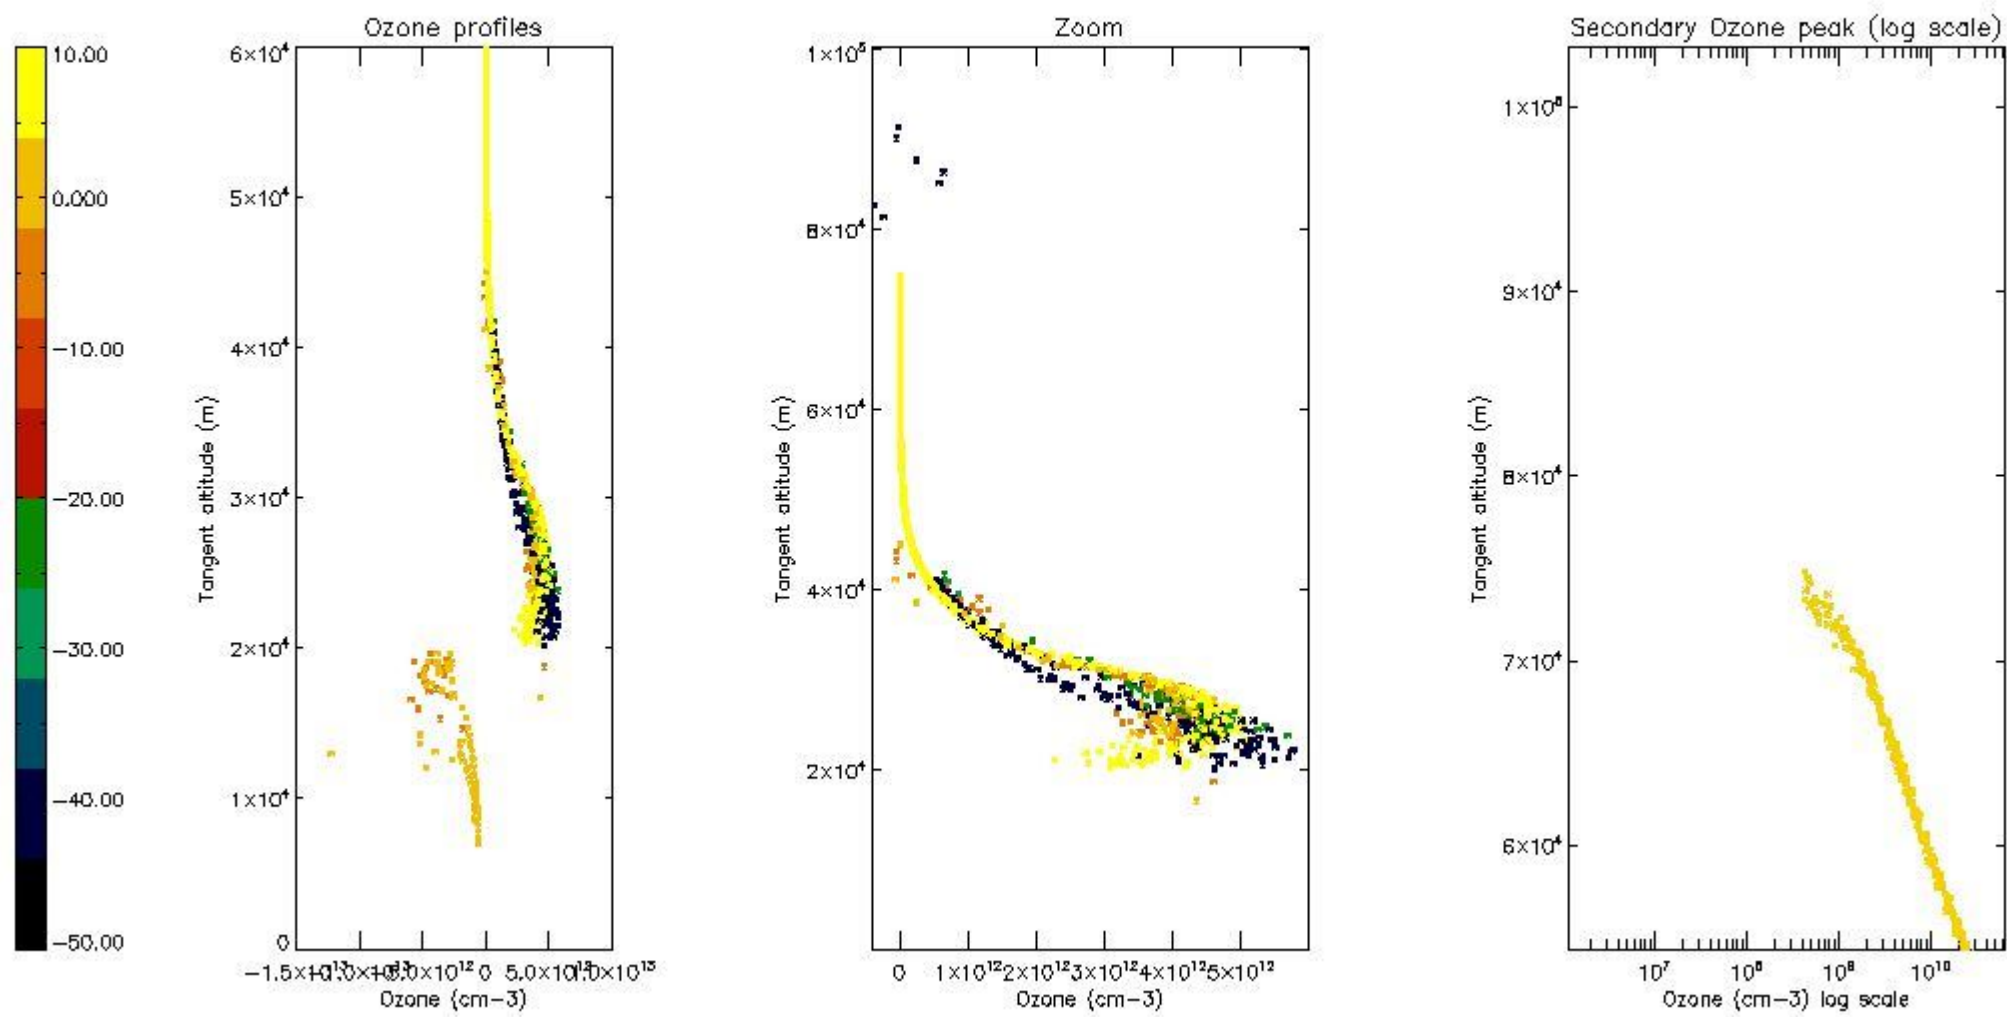 Ozone profiles
Zoom
Secondary Ozone peak (log scale)
10.00
0.000
−10.00
−20.00
−30.00
−40.00
−50.00
6×10⁴
5×10⁴
4×10⁴
3×10⁴
2×10⁴
1×10⁴
0
Tangent altitude (m)
5.0×10¹²
1.0×10¹³
0
Ozone (cm−3)
1×10⁵
8×10⁴
6×10⁴
4×10⁴
2×10⁴
Tangent altitude (m)
0 1×10¹² 2×10¹² 3×10¹² 4×10¹² 5×10¹²
Ozone (cm−3)
9×10⁴
8×10⁴
7×10⁴
6×10⁴
Tangent altitude (m)
10⁷ 10⁸ 10⁹ 10¹⁰
Ozone (cm−3) log scale